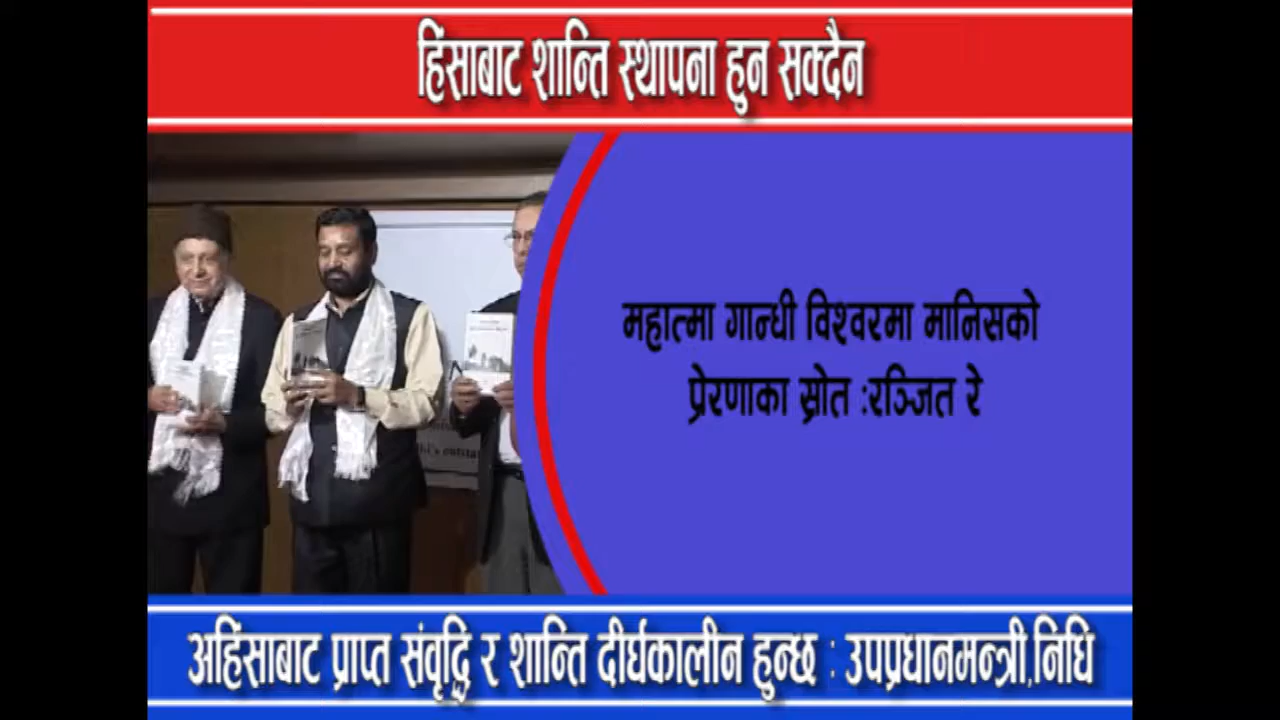 हिंसाबाट शान्ति स्थापना हुन सक्दैन
महात्मा गान्धी विश्वरमा मानिसको
प्रेरणाका स्रोत :रञ्जित रे
अहिंसाबाट प्राप्त संवृद्धि र शान्ति दीर्घकालीन हुन्छ : उपप्रधानमन्त्री,निधि